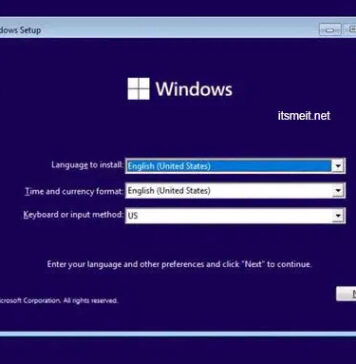 dows Setup
Windows
itsmeit.net
Language to install: English (United States)
Time and currency format: English (United States)
Keyboard or input method: US
Enter your language and other preferences and click "Next" to continue.
crosoft Corporation. All rights reserved.